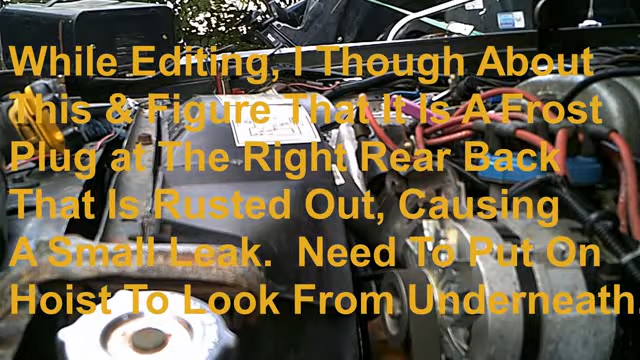 While Editing, I Though About
This & Figure That It Is A Frost
Plug at The Right Rear Back
That Is Rusted Out, Causing
A Small Leak.  Need To Put On
Hoist To Look From Underneath.